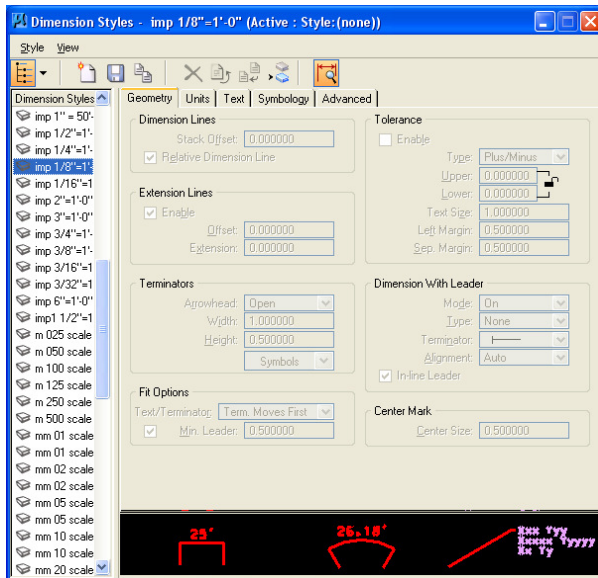 Dimension Styles - imp 1/8"=1'-0" (Active : Style:(none))
Style View
Dimension Styles
imp 1" = 50'-
imp 1/2"=1'-
imp 1/4"=1'-
imp 1/8"=1'-
imp 1/16"=1
imp 2"=1'-0"
imp 3"=1'-0"
imp 3/4"=1'-
imp 3/8"=1'-
imp 3/16"=1
imp 3/32"=1
imp 6"=1'-0"
imp1 1/2"=1
m 025 scale
m 050 scale
m 100 scale
m 125 scale
m 250 scale
m 500 scale
mm 01 scale
mm 01 scale
mm 02 scale
mm 02 scale
mm 05 scale
mm 05 scale
mm 10 scale
mm 10 scale
mm 20 scale
Geometry Units Text Symbology Advanced
Dimension Lines
Stack Offset: 0.000000
Relative Dimension Line
Extension Lines
Enable
Offset: 0.000000
Extension: 0.000000
Terminators
Arrowhead: Open
Width: 1.000000
Height: 0.500000
Symbols
Fit Options
Text/Terminator: Term. Moves First
Min. Leader: 0.500000
Tolerance
Enable
Type: Plus/Minus
Upper: 0.000000
Lower: 0.000000
Text Size: 1.000000
Left Margin: 0.500000
Sep. Margin: 0.500000
Dimension With Leader
Mode: On
Type: None
Terminator:
Alignment: Auto
In-line Leader
Center Mark
Center Size: 0.500000
25'
26.18'
Xxx Yyy
Xxxxx Yyyyy
Xx Yy